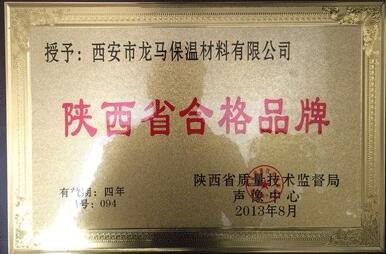 授予：西安市龙马保温材料有限公司
陕西省合格品牌
陕西省质量技术监督局
有 期：四年
声像中心
号：094
2013年8月